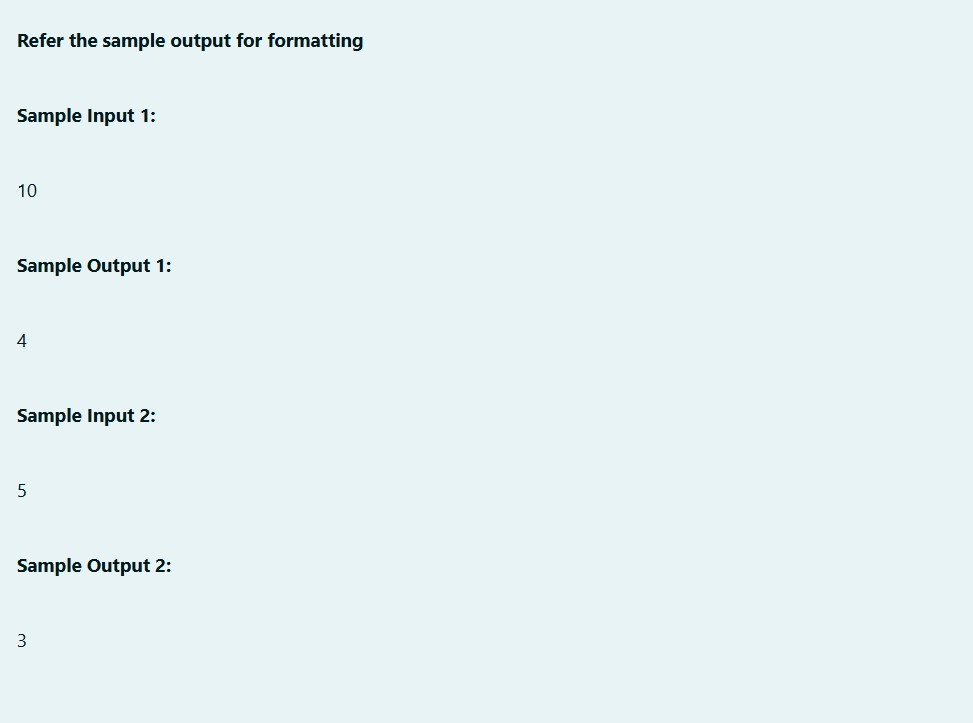 Refer the sample output for formatting
Sample Input 1:
10
Sample Output 1:
4
Sample Input 2:
5
Sample Output 2:
3